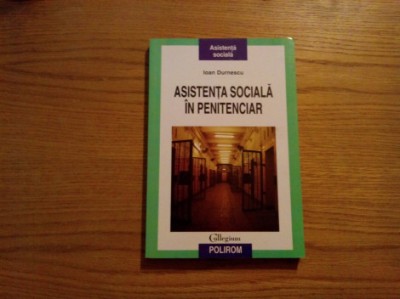 Asistență
socială
Ioan Durnescu
ASISTENȚA SOCIALĂ
ÎN PENITENCIAR
Collegium
POLIROM